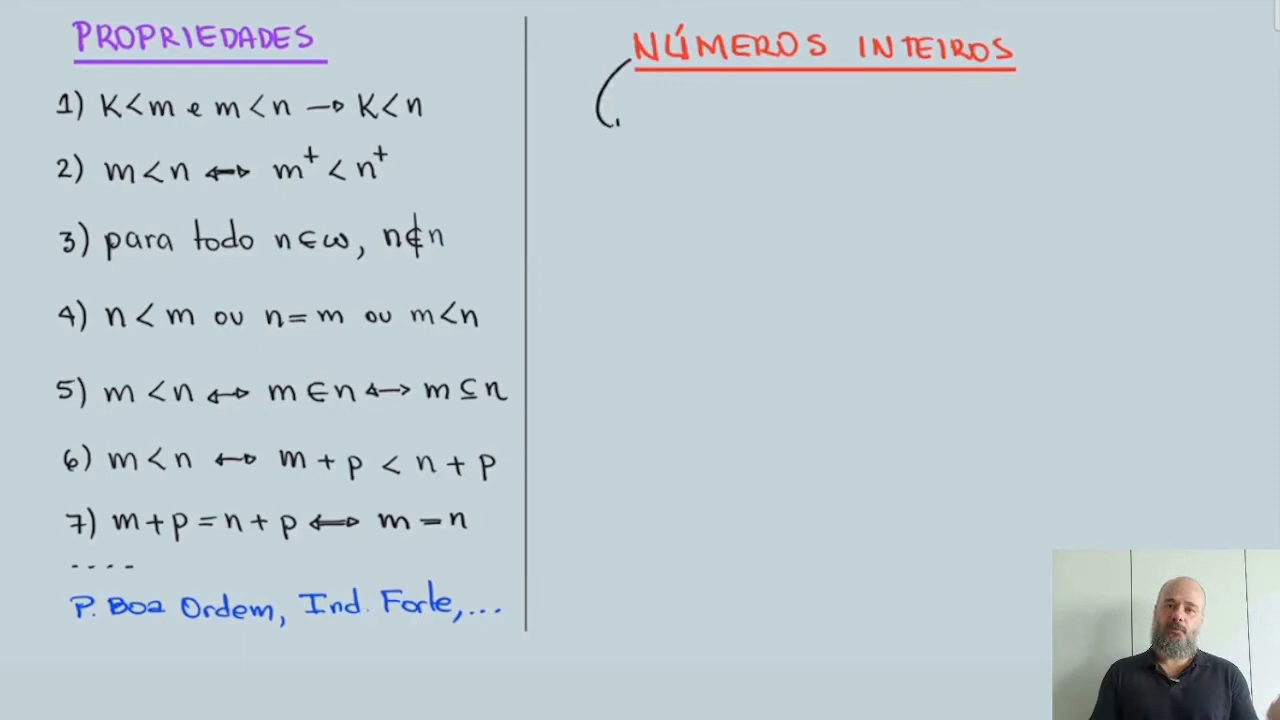 PROPRIEDADES
1) K<m e m<n → K<n
2) m<n ↔ m⁺<n⁺
3) para todo n∈ω, n∉n
4) n<m ou n=m ou m<n
5) m<n ↔ m∈n ↔ m⊆n
6) m<n ↔ m+p<n+p
7) m+p=n+p ⟺ m=n
....
P. Boa Ordem, Ind. Forte,...
NÚMEROS INTEIROS